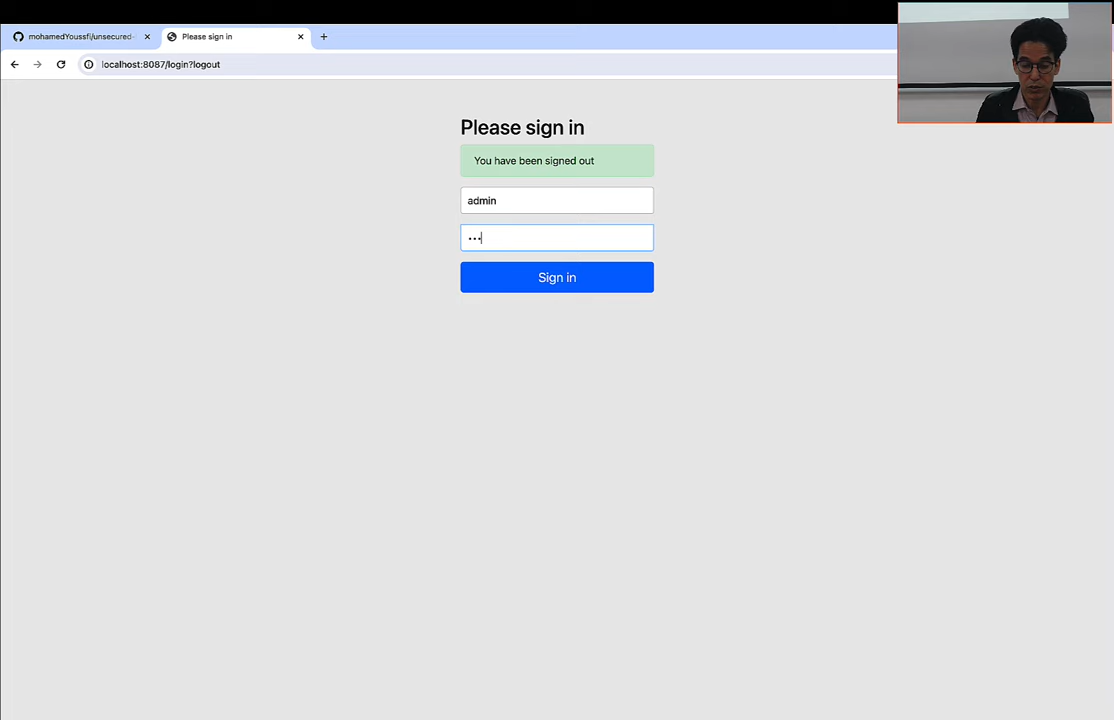 mohamedYoussfi/unsecured-
Please sign in
localhost:8087/login?logout
Please sign in
You have been signed out
admin
•••
Sign in